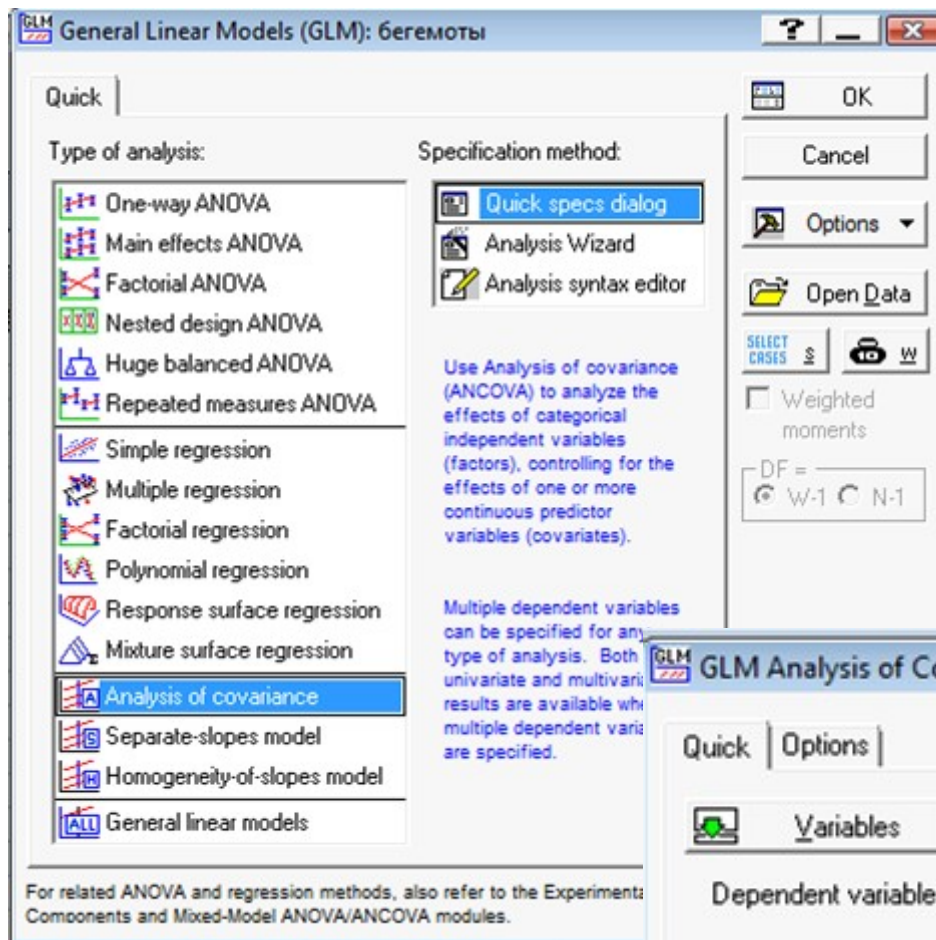 GLM General Linear Models (GLM): бегемоты
Quick
Type of analysis:
One-way ANOVA
Main effects ANOVA
Factorial ANOVA
Nested design ANOVA
Huge balanced ANOVA
Repeated measures ANOVA
Simple regression
Multiple regression
Factorial regression
Polynomial regression
Response surface regression
Mixture surface regression
Analysis of covariance
Separate-slopes model
Homogeneity-of-slopes model
ALL General linear models
Specification method:
Quick specs dialog
Analysis Wizard
Analysis syntax editor
Use Analysis of covariance
(ANCOVA) to analyze the
effects of categorical
independent variables
(factors), controlling for the
effects of one or more
continuous predictor
variables (covariates).
Multiple dependent variables
can be specified for any
type of analysis. Both
univariate and multivaria
results are available whe
multiple dependent varia
are specified.
OK
Cancel
Options
Open Data
SELECT CASES S W
Weighted
moments
DF =
W-1 N-1
For related ANOVA and regression methods, also refer to the Experimenta
Components and Mixed-Model ANOVA/ANCOVA modules.
GLM GLM Analysis of Co
Quick Options
Variables
Dependent variable